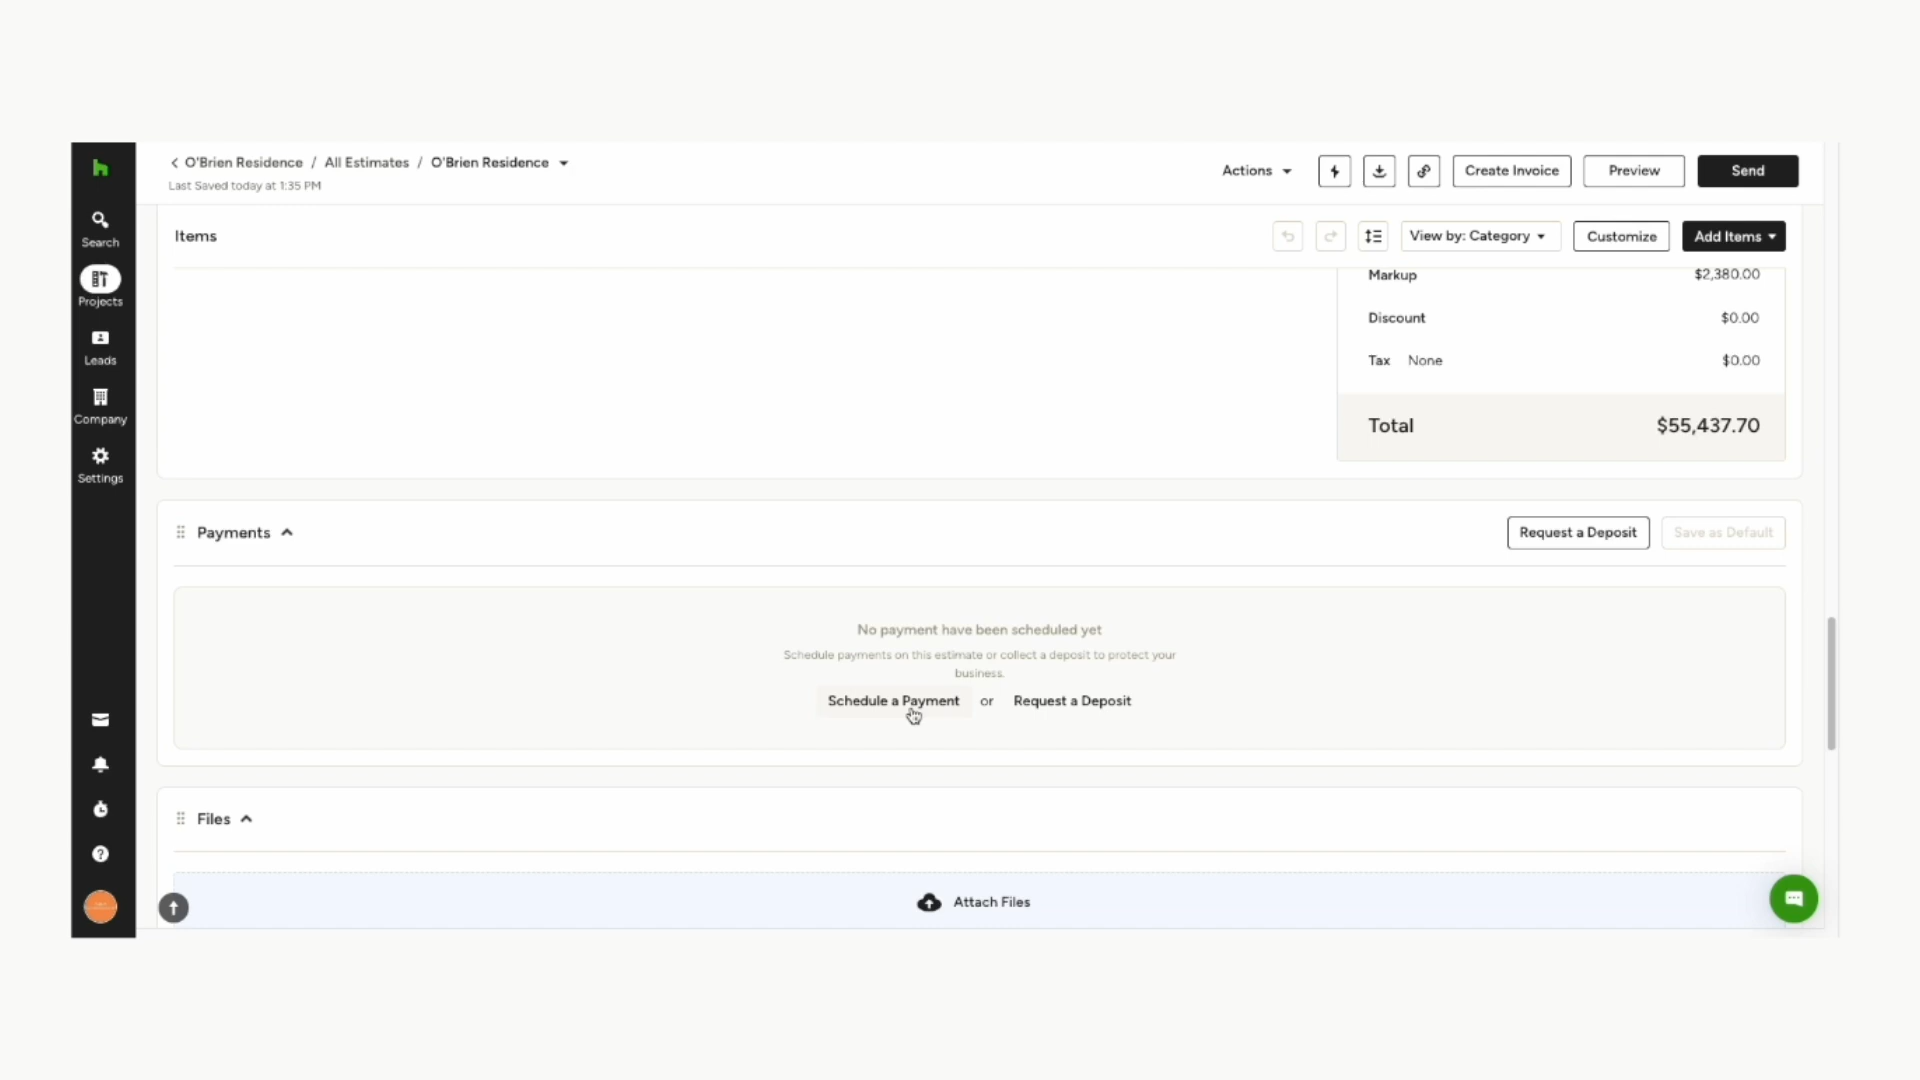 O'Brien Residence / All Estimates / O'Brien Residence
Last Saved today at 1:35 PM
Actions
Create Invoice
Preview
Send
Search
Projects
Leads
Company
Settings
Items
View by: Category
Customize
Add Items
Markup $2,380.00
Discount $0.00
Tax None $0.00
Total $55,437.70
Payments
Request a Deposit
Save as Default
No payment have been scheduled yet
Schedule payments on this estimate or collect a deposit to protect your
business.
Schedule a Payment or Request a Deposit
Files
Attach Files